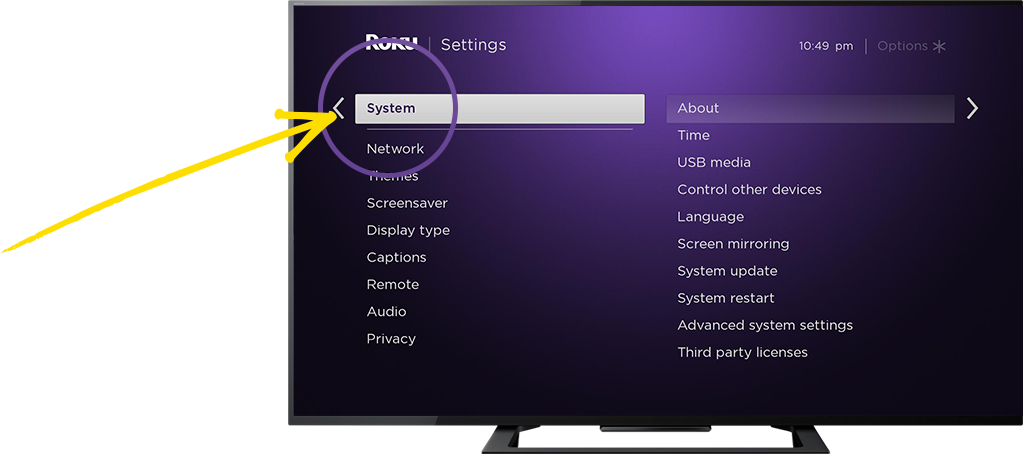 Roku | Settings
10:49 pm | Options
System
Network
Themes
Screensaver
Display type
Captions
Remote
Audio
Privacy
About
Time
USB media
Control other devices
Language
Screen mirroring
System update
System restart
Advanced system settings
Third party licenses